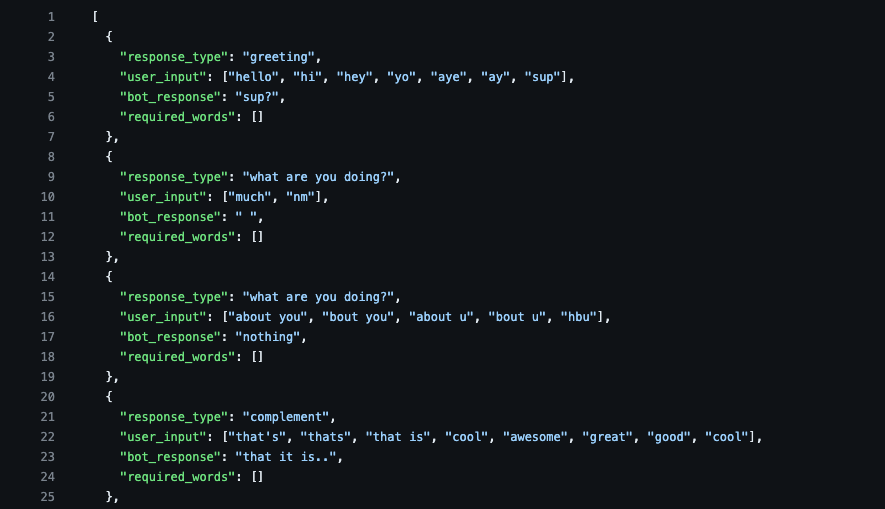 1 [
2 {
3 "response_type": "greeting",
4 "user_input": ["hello", "hi", "hey", "yo", "aye", "ay", "sup"],
5 "bot_response": "sup?",
6 "required_words": []
7 },
8 {
9 "response_type": "what are you doing?",
10 "user_input": ["much", "nm"],
11 "bot_response": " ",
12 "required_words": []
13 },
14 {
15 "response_type": "what are you doing?",
16 "user_input": ["about you", "bout you", "about u", "bout u", "hbu"],
17 "bot_response": "nothing",
18 "required_words": []
19 },
20 {
21 "response_type": "complement",
22 "user_input": ["that's", "thats", "that is", "cool", "awesome", "great", "good", "cool"],
23 "bot_response": "that it is..",
24 "required_words": []
25 },